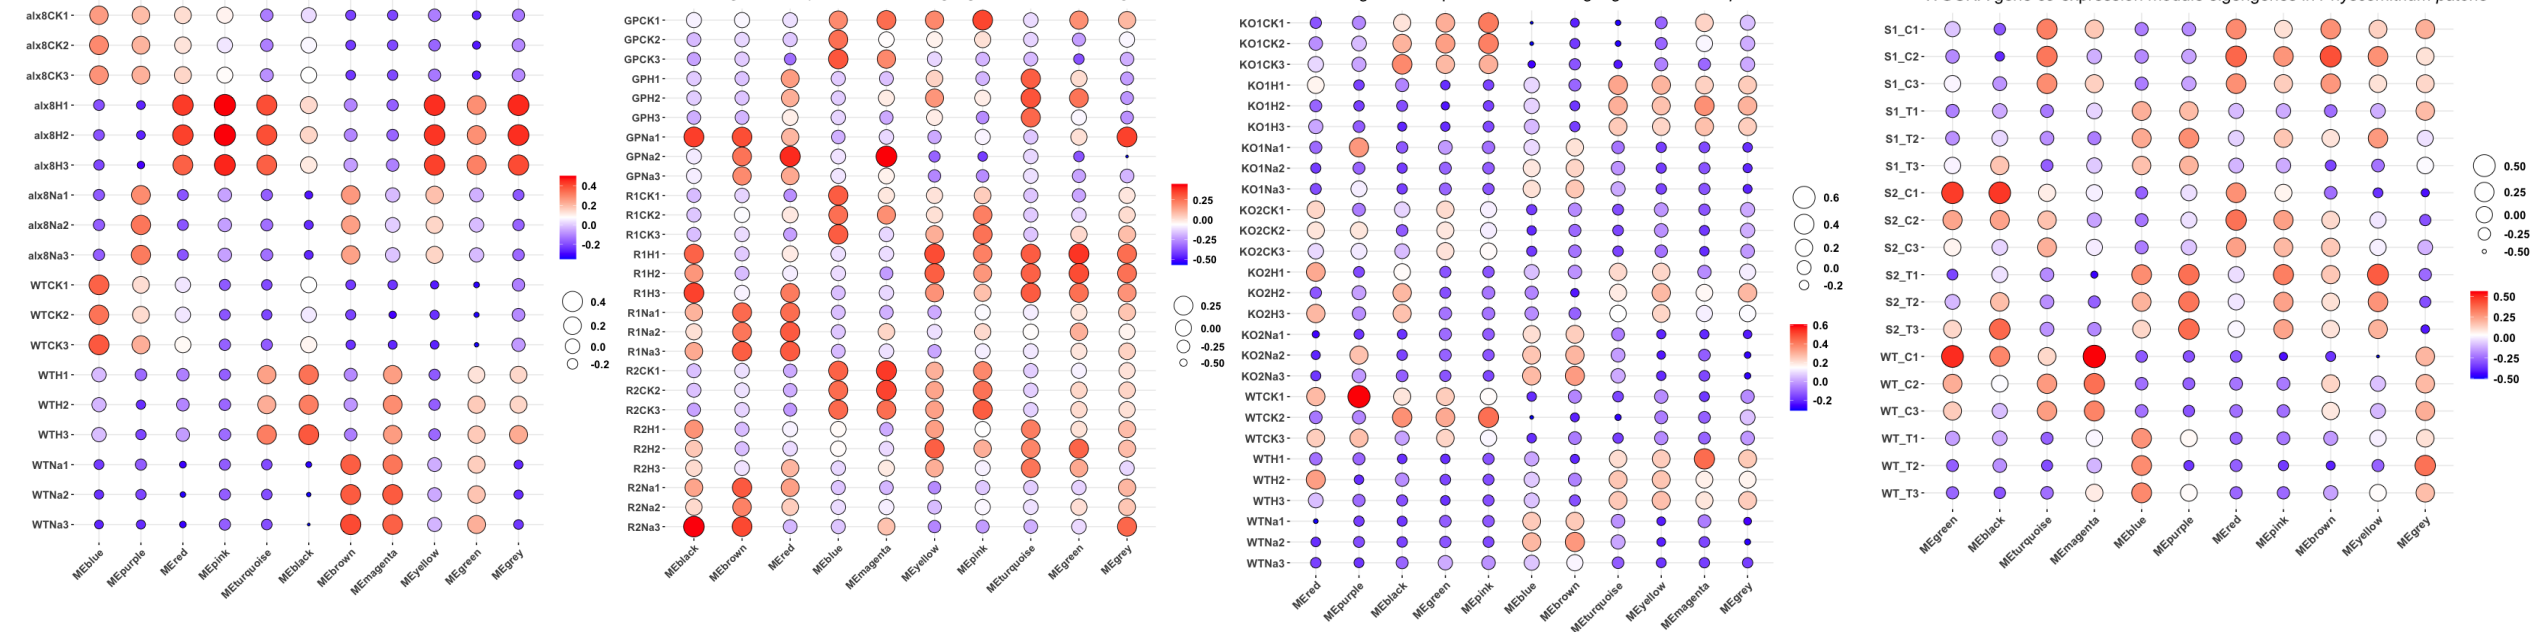 WGCNA gene co-expression module eigengenes in Physcomitrium patens
alx8CK1
alx8CK2
alx8CK3
alx8H1
alx8H2
alx8H3
alx8Na1
alx8Na2
alx8Na3
WTCK1
WTCK2
WTCK3
WTH1
WTH2
WTH3
WTNa1
WTNa2
WTNa3
MEblue
MEpurple
MEred
MEpink
MEturquoise
MEblack
MEbrown
MEmagenta
MEyellow
MEgreen
MEgrey
0.4
0.2
0.0
-0.2
0.4
0.2
0.0
-0.2
GPCK1
GPCK2
GPCK3
GPH1
GPH2
GPH3
GPNa1
GPNa2
GPNa3
R1CK1
R1CK2
R1CK3
R1H1
R1H2
R1H3
R1Na1
R1Na2
R1Na3
R2CK1
R2CK2
R2CK3
R2H1
R2H2
R2H3
R2Na1
R2Na2
R2Na3
MEblack
MEbrown
MEred
MEblue
MEmagenta
MEyellow
MEpink
MEturquoise
MEgreen
MEgrey
0.25
0.00
-0.25
-0.50
0.25
0.00
-0.25
-0.50
KO1CK1
KO1CK2
KO1CK3
KO1H1
KO1H2
KO1H3
KO1Na1
KO1Na2
KO1Na3
KO2CK1
KO2CK2
KO2CK3
KO2H1
KO2H2
KO2H3
KO2Na1
KO2Na2
KO2Na3
WTCK1
WTCK2
WTCK3
WTH1
WTH2
WTH3
WTNa1
WTNa2
WTNa3
MEred
MEpurple
MEblack
MEgreen
MEpink
MEblue
MEbrown
MEturquoise
MEyellow
MEmagenta
MEgrey
0.6
0.4
0.2
0.0
-0.2
0.6
0.4
0.2
0.0
-0.2
S1_C1
S1_C2
S1_C3
S1_T1
S1_T2
S1_T3
S2_C1
S2_C2
S2_C3
S2_T1
S2_T2
S2_T3
WT_C1
WT_C2
WT_C3
WT_T1
WT_T2
WT_T3
MEgreen
MEblack
MEturquoise
MEmagenta
MEblue
MEpurple
MEred
MEpink
MEbrown
MEyellow
MEgrey
0.50
0.25
0.00
-0.25
-0.50
0.50
0.25
0.00
-0.25
-0.50